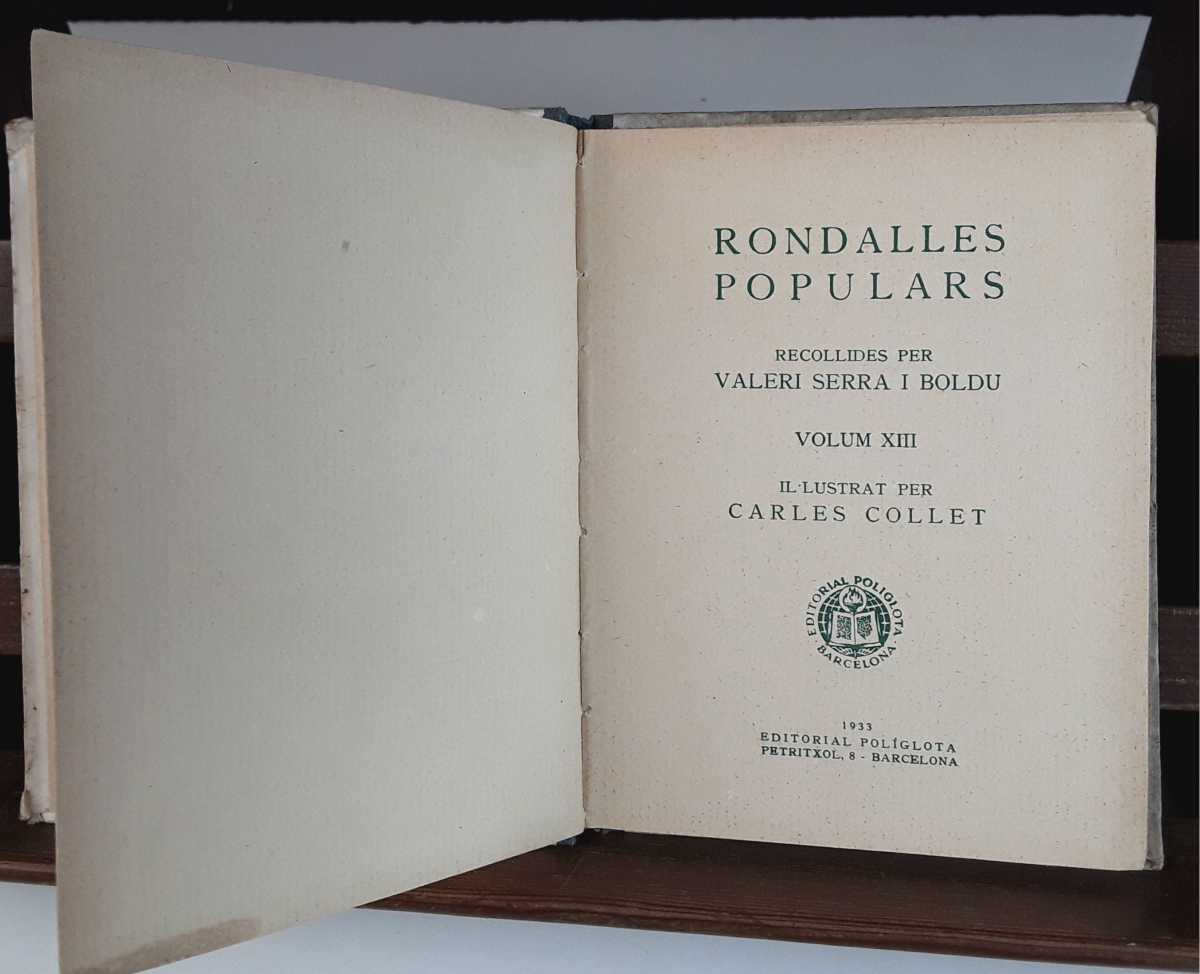 RONDALLES
POPULARS
RECOLLIDES PER
VALERI SERRA I BOLDU
VOLUM XIII
IL·LUSTRAT PER
CARLES COLLET
EDITORIAL POLIGLOTA
· BARCELONA ·
1933
EDITORIAL POLÍGLOTA
PETRITXOL, 8 - BARCELONA